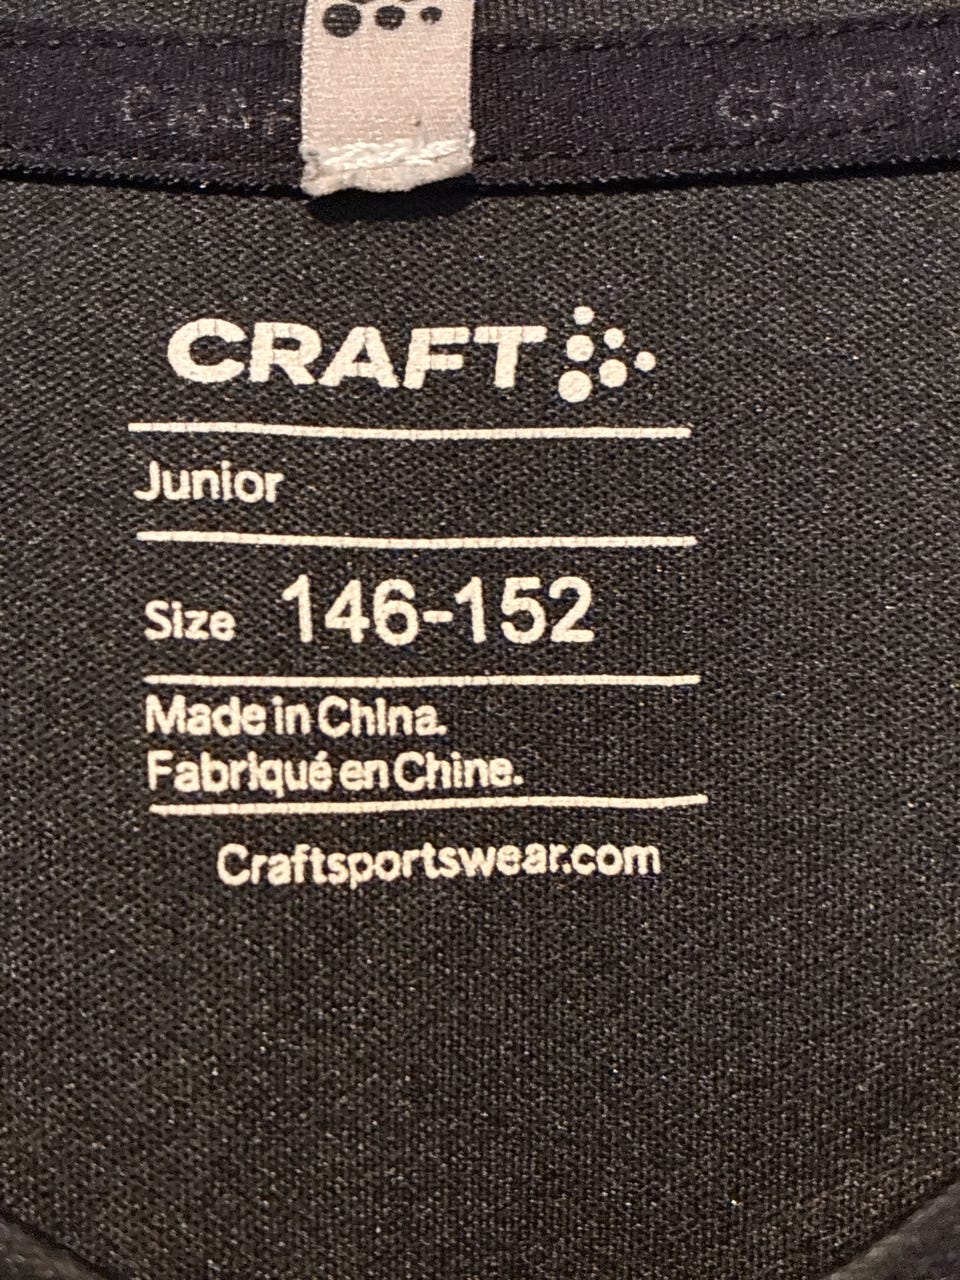 CRAFT
Junior
Size 146-152
Made in China.
Fabriqué en Chine.
Craftsportswear.com